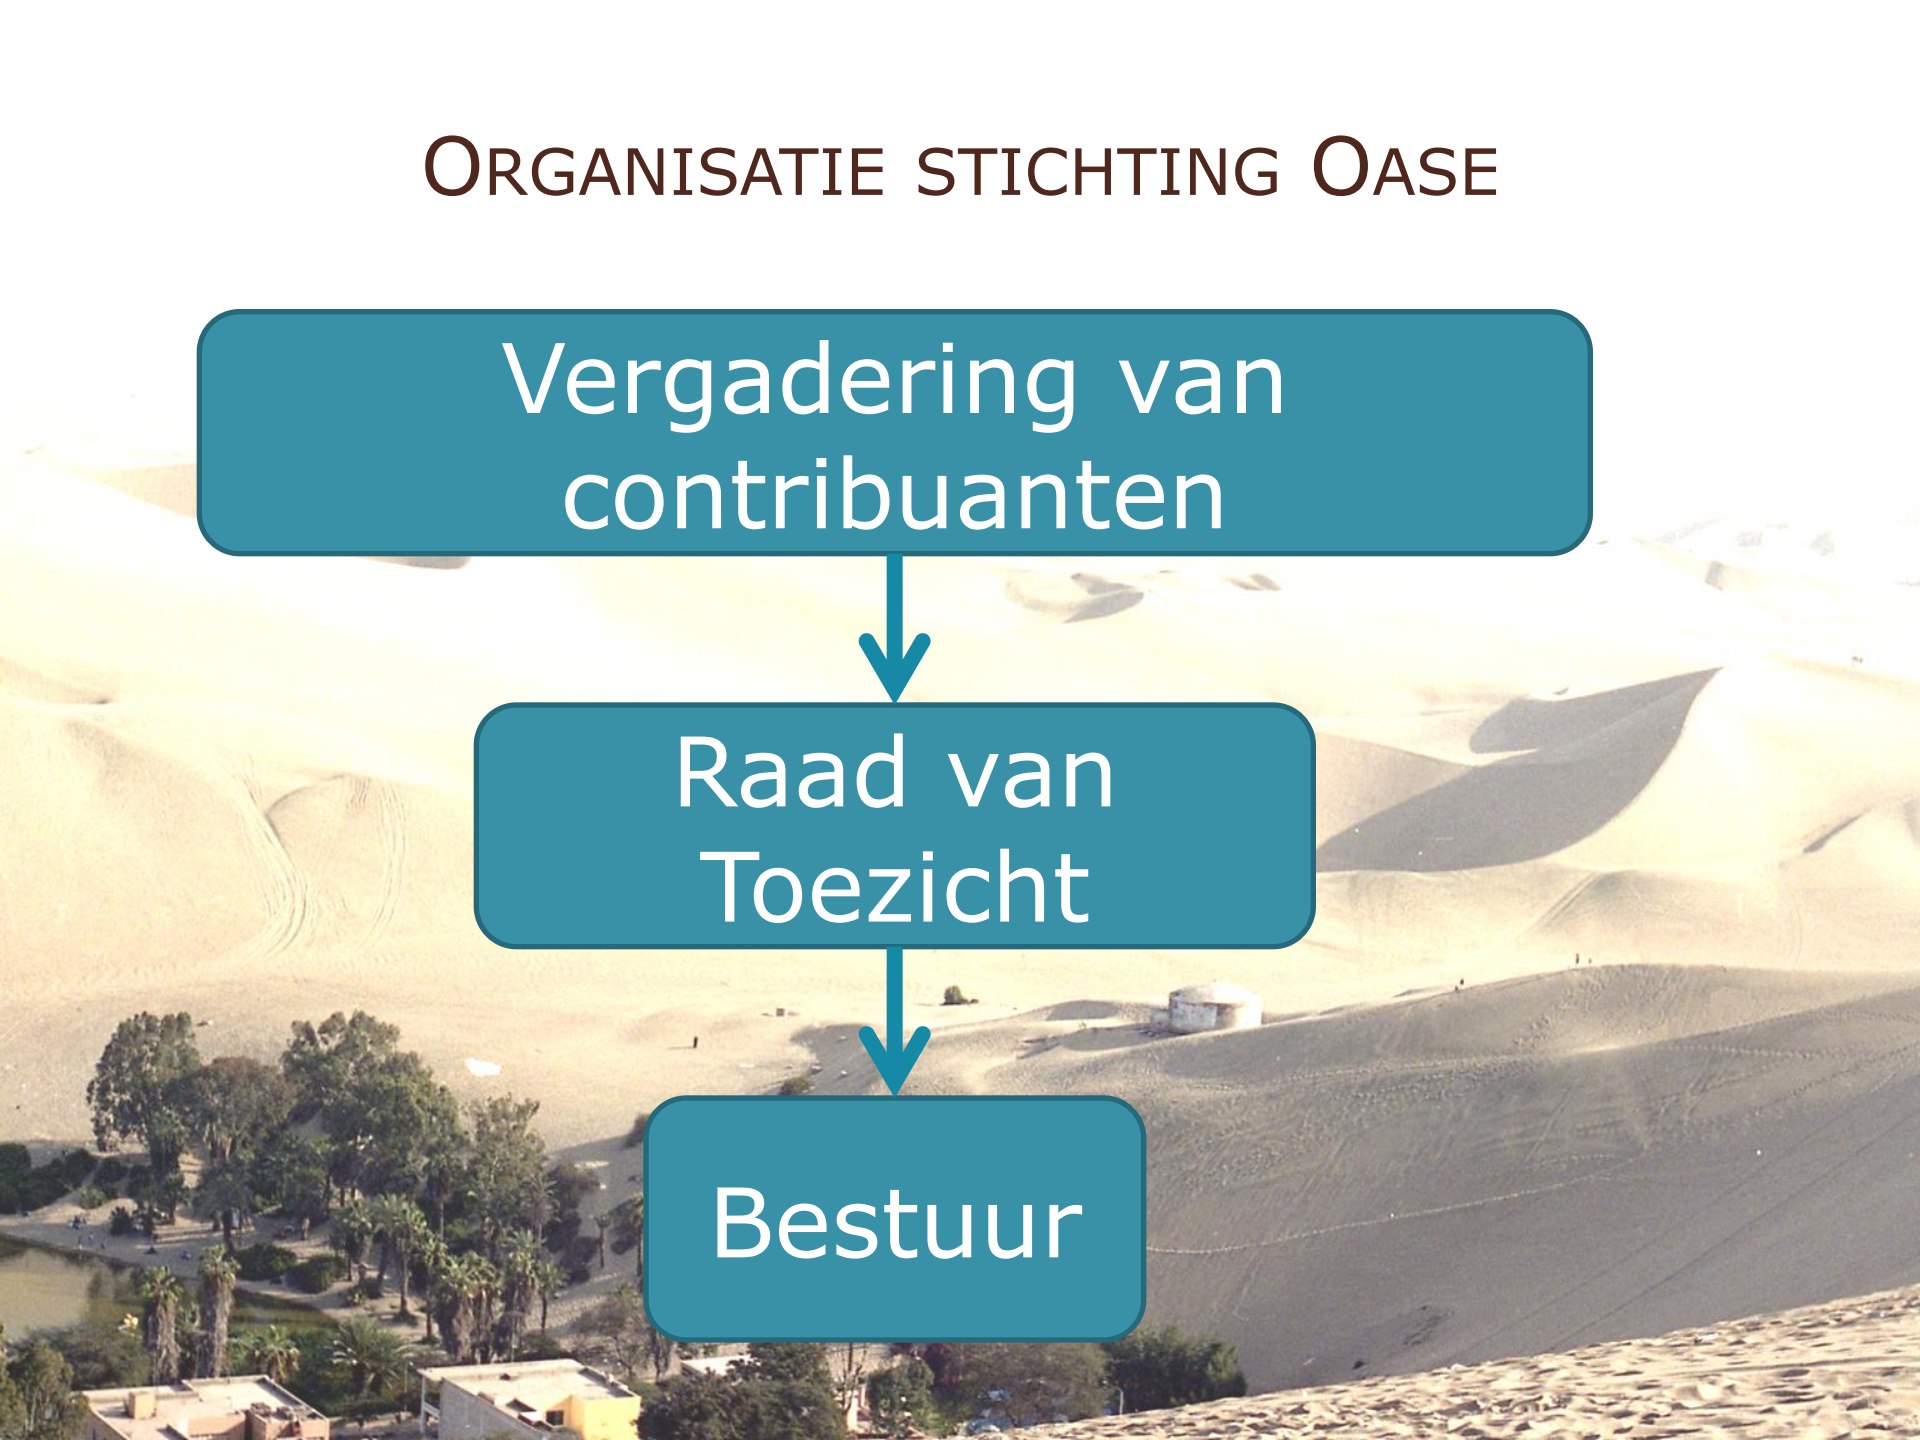 Organisatie stichting Oase
Vergadering van
contribuanten
Raad van
Toezicht
Bestuur